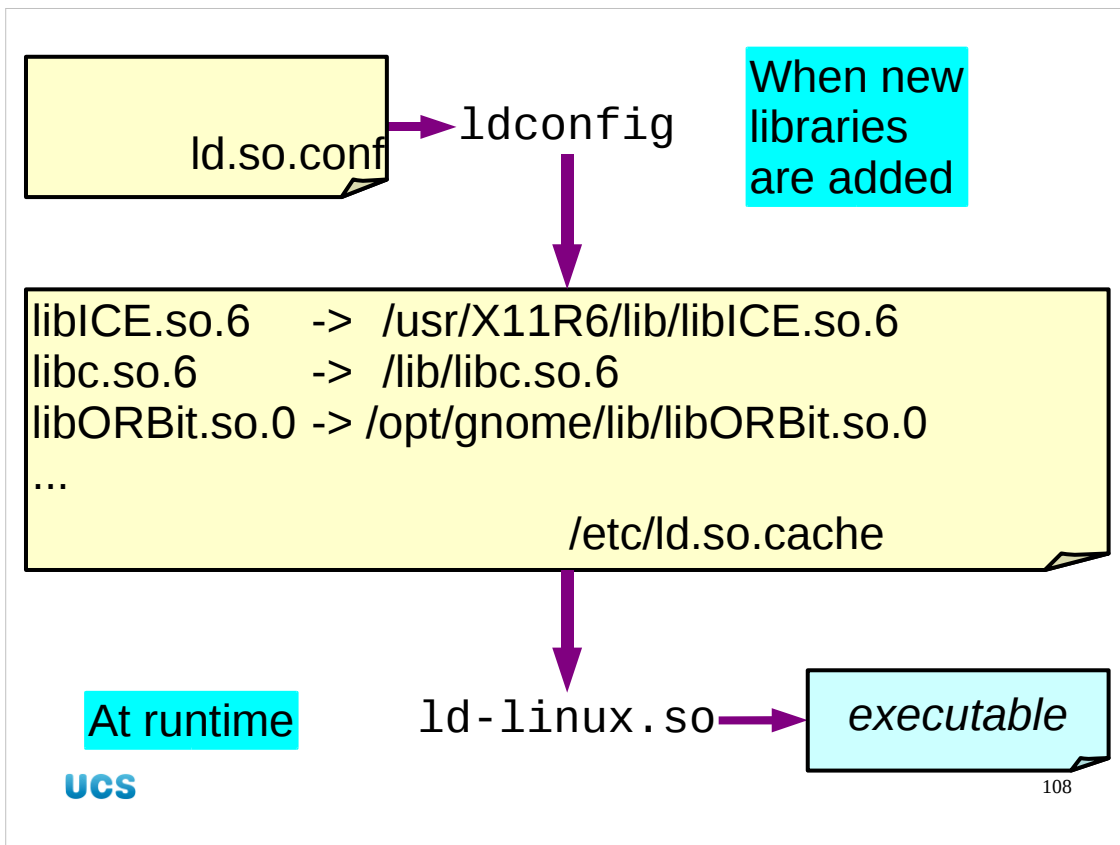 ld.so.conf
ldconfig
When new
libraries
are added
libICE.so.6 -> /usr/X11R6/lib/libICE.so.6
libc.so.6 -> /lib/libc.so.6
libORBit.so.0 -> /opt/gnome/lib/libORBit.so.0
...
/etc/ld.so.cache
At runtime
ld-linux.so
executable
UCS
108